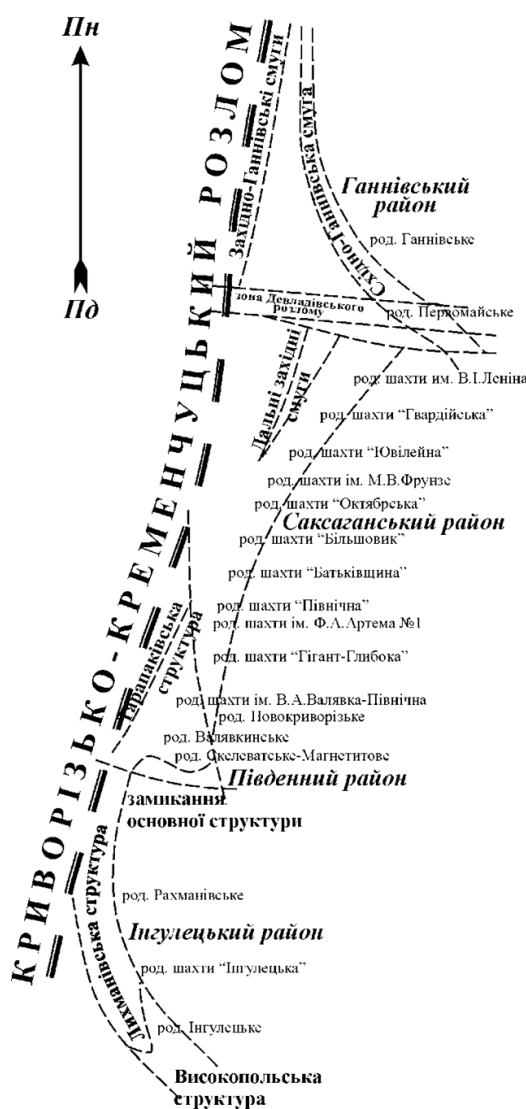 Пн
Пд
КРИВОРІЗЬКО-КРЕМЕНЧУЦЬКИЙ РОЗЛОМ
Західно-Ганнівські смуги
Східно-Ганнівська смуга
Ганнівський
район
род. Ганнівське
зона Девладівського
розлому
род. Первомайське
Дальні західні
смуги
род. шахти им. В.І.Леніна
род. шахти “Гвардійська”
род. шахти “Ювілейна”
род. шахти ім. М.В.Фрунзе
род. шахти “Октябрська”
Саксаганський район
род. шахти “Більшовик”
род. шахти “Батьківщина”
род. шахти “Північна”
род. шахти ім. Ф.А.Артема №1
Тарапаківська
структура
род. шахти “Гігант-Глибока”
род. шахти ім. В.А.Валявка-Північна
род. Новокриворізьке
род. Валявкинське
род. Скелеватське-Магнетитове
Південний район
замикання
основної структури
Лихманівська структура
род. Рахманівське
Інгулецький район
род. шахти “Інгулецька”
род. Інгулецьке
Високопольська
структура